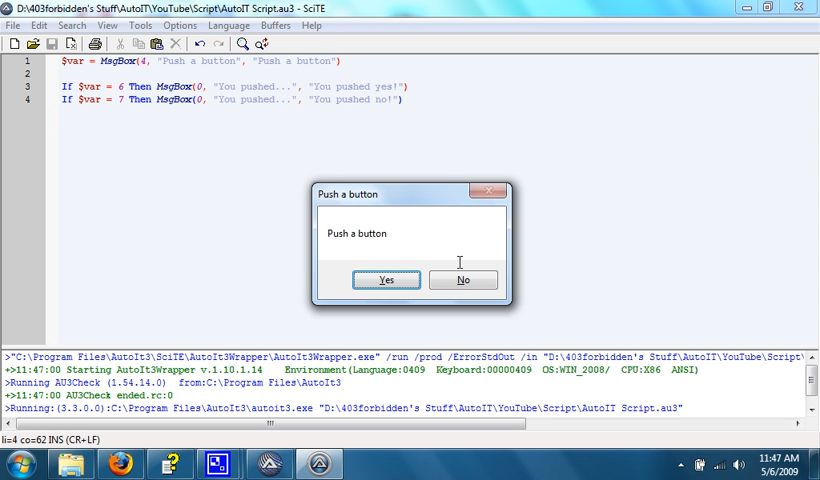 D:\403forbidden's Stuff\AutoIT\YouTube\Script\AutoIT Script.au3 - SciTE
File Edit Search View Tools Options Language Buffers Help
1 $var = MsgBox(4, "Push a button", "Push a button")
2
3 If $var = 6 Then MsgBox(0, "You pushed...", "You pushed yes!")
4 If $var = 7 Then MsgBox(0, "You pushed...", "You pushed no!")
Push a button
Push a button
Yes No
>"C:\Program Files\AutoIt3\SciTE\AutoIt3Wrapper\AutoIt3Wrapper.exe" /run /prod /ErrorStdOut /in "D:\403forbidden's Stuff\AutoIT\YouTube\Script\
+>11:47:00 Starting AutoIt3Wrapper v.1.10.1.14 Environment(Language:0409 Keyboard:00000409 OS:WIN_2008/ CPU:X86 ANSI)
>Running AU3Check (1.54.14.0) from:C:\Program Files\AutoIt3
+>11:47:00 AU3Check ended.rc:0
>Running:(3.3.0.0):C:\Program Files\AutoIt3\autoit3.exe "D:\403forbidden's Stuff\AutoIT\YouTube\Script\AutoIT Script.au3"
li=4 co=62 INS (CR+LF)
11:47 AM
5/6/2009